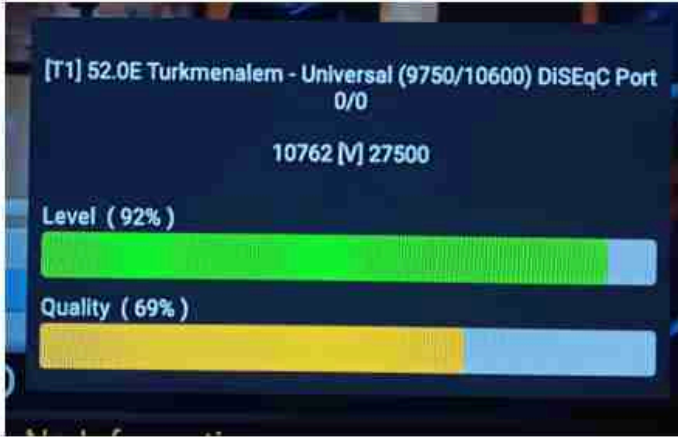 [T1] 52.0E Turkmenalem - Universal (9750/10600) DiSEqC Port
0/0
10762 [V] 27500
Level ( 92% )
Quality ( 69% )